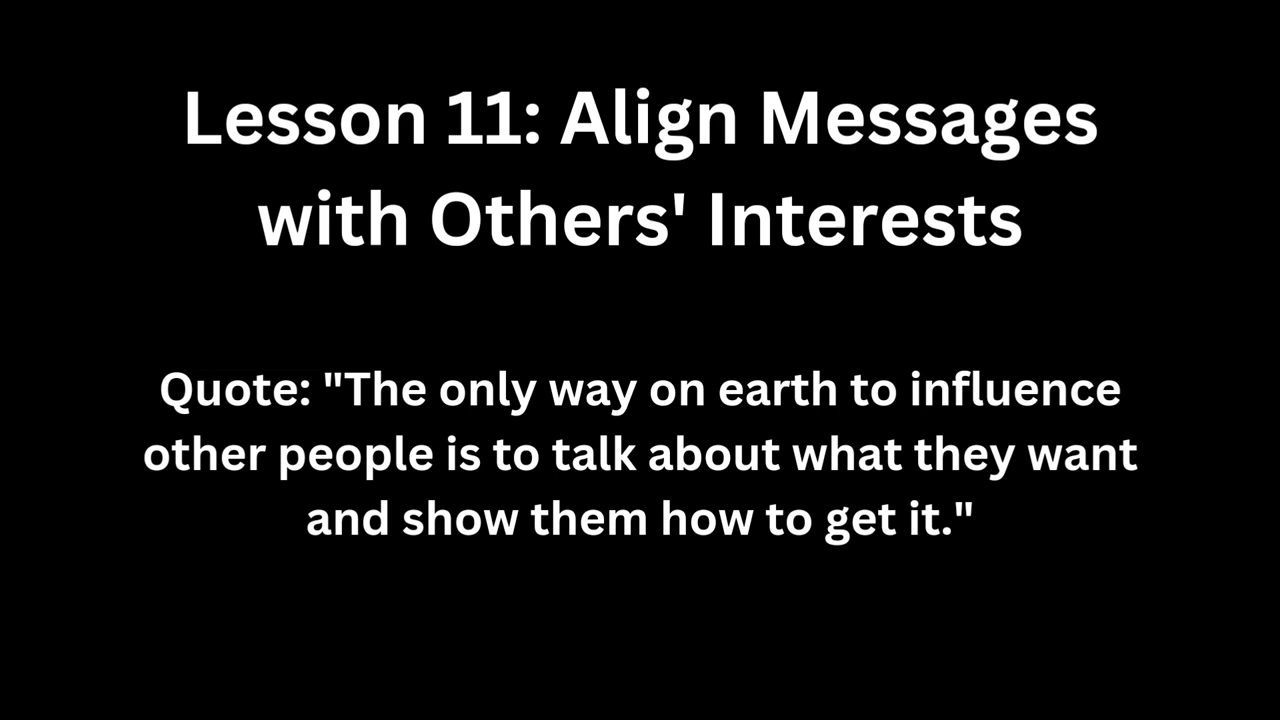 Lesson 11: Align Messages
with Others' Interests
Quote: "The only way on earth to influence
other people is to talk about what they want
and show them how to get it."